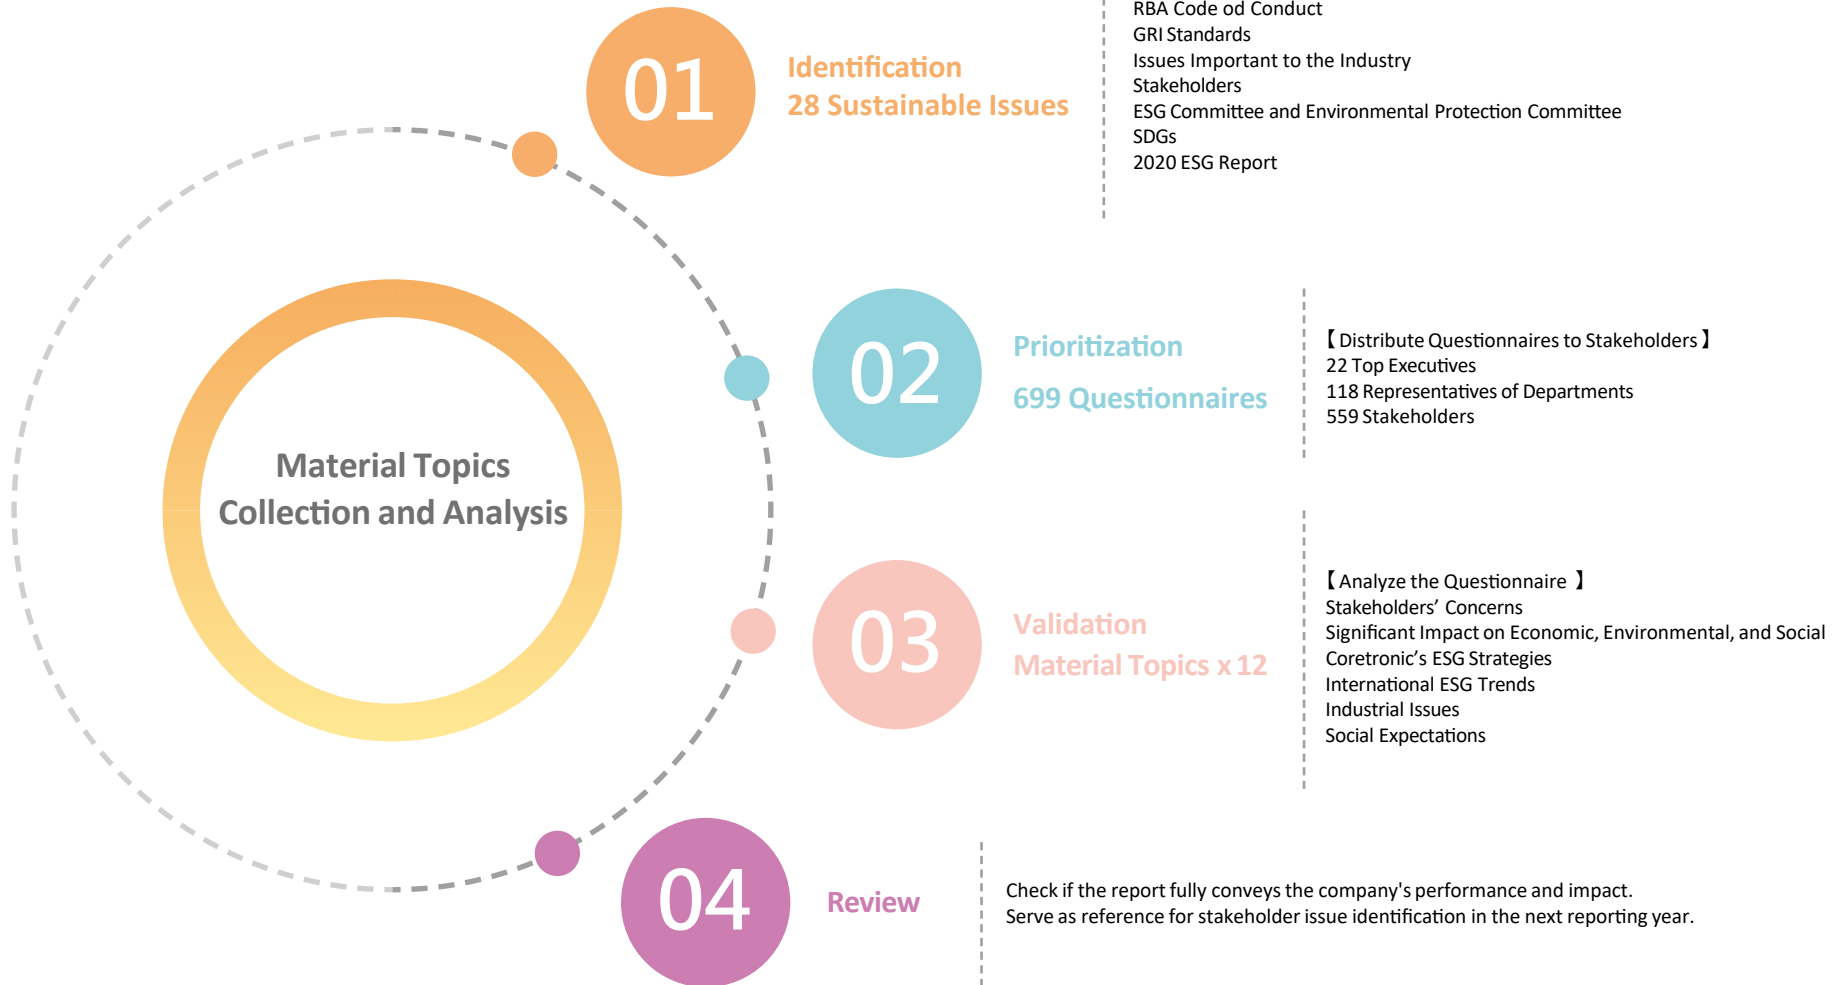 Material Topics
Collection and Analysis
01
Identification
28 Sustainable Issues
RBA Code od Conduct
GRI Standards
Issues Important to the Industry
Stakeholders
ESG Committee and Environmental Protection Committee
SDGs
2020 ESG Report
02
Prioritization
699 Questionnaires
【Distribute Questionnaires to Stakeholders】
22 Top Executives
118 Representatives of Departments
559 Stakeholders
03
Validation
Material Topics x 12
【Analyze the Questionnaire 】
Stakeholders’ Concerns
Significant Impact on Economic, Environmental, and Social
Coretronic’s ESG Strategies
International ESG Trends
Industrial Issues
Social Expectations
04
Review
Check if the report fully conveys the company's performance and impact.
Serve as reference for stakeholder issue identification in the next reporting year.